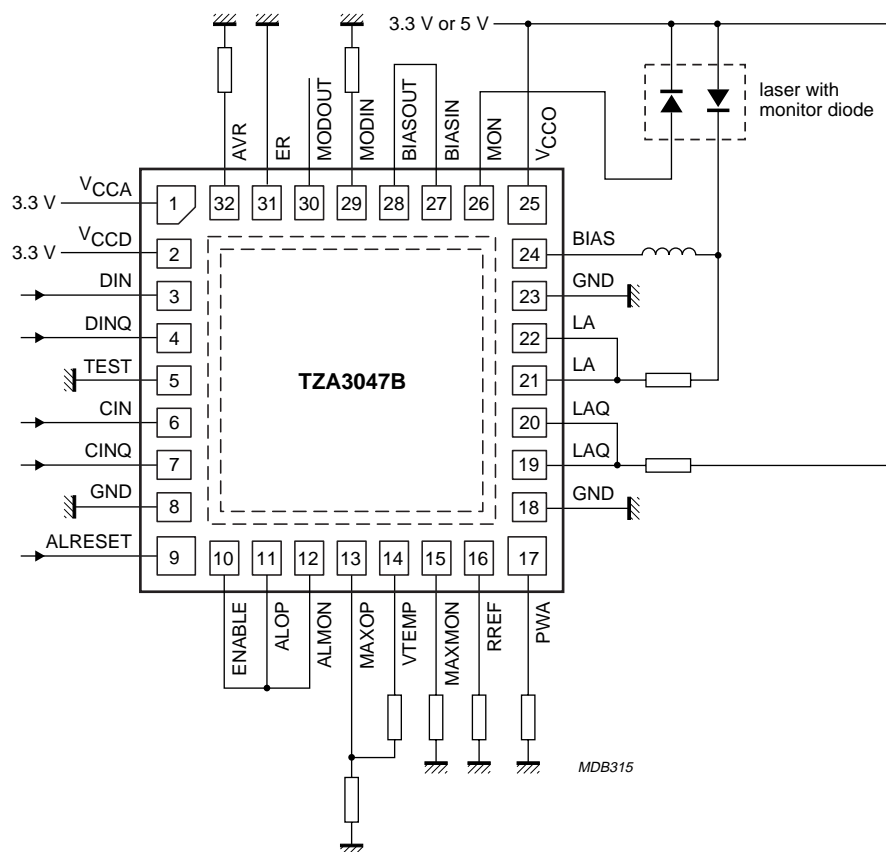 3.3 V or 5 V
laser with
monitor diode
AVR
ER
MODOUT
MODIN
BIASOUT
BIASIN
MON
VCCO
32
31
30
29
28
27
26
25
3.3 V
VCCA
1
3.3 V
VCCD
2
DIN
3
DINQ
4
TEST
5
CIN
6
CINQ
7
GND
8
ALRESET
9
TZA3047B
24
BIAS
23
GND
22
LA
21
LA
20
LAQ
19
LAQ
18
GND
10
11
12
13
14
15
16
17
ENABLE
ALOP
ALMON
MAXOP
VTEMP
MAXMON
RREF
PWA
MDB315